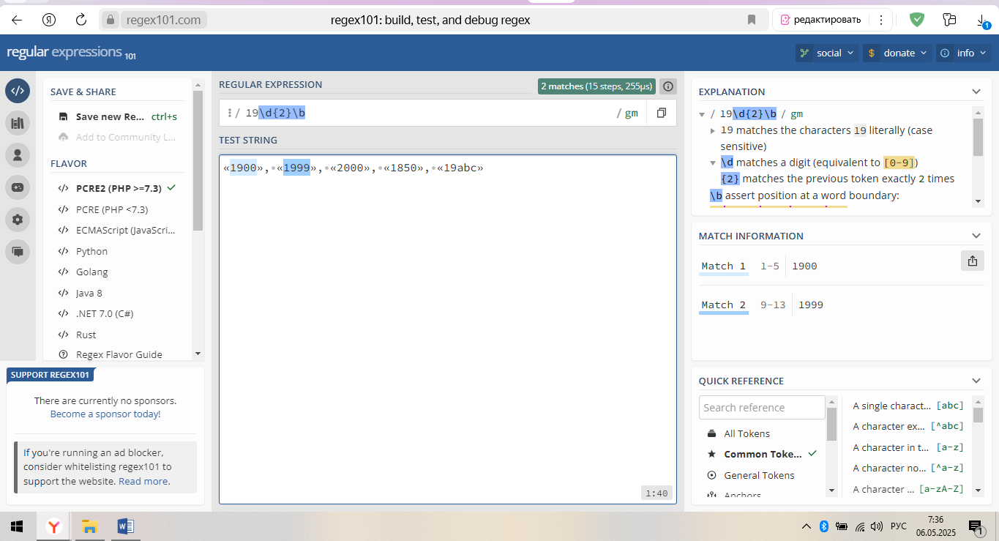 regex101.com
regex101: build, test, and debug regex
редактировать
1
regular expressions 101
social
donate
info
SAVE & SHARE
Save new Re... ctrl+s
Add to Community L...
FLAVOR
PCRE2 (PHP >=7.3)
PCRE (PHP <7.3)
ECMAScript (JavaScri...
Python
Golang
Java 8
.NET 7.0 (C#)
Rust
Regex Flavor Guide
SUPPORT REGEX101
There are currently no sponsors.
Become a sponsor today!
If you're running an ad blocker,
consider whitelisting regex101 to
support the website. Read more.
REGULAR EXPRESSION
2 matches (15 steps, 255μs)
/ 19\d{2}\b / gm
TEST STRING
«1900», «1999», «2000», «1850», «19abc»
1:40
EXPLANATION
/ 19\d{2}\b / gm
19 matches the characters 19 literally (case
sensitive)
\d matches a digit (equivalent to [0-9])
{2} matches the previous token exactly 2 times
\b assert position at a word boundary:
MATCH INFORMATION
Match 1 1-5 1900
Match 2 9-13 1999
QUICK REFERENCE
Search reference
All Tokens
Common Toke...
General Tokens
Anchors
A single charact... [abc]
A character ex... [^abc]
A character in t... [a-z]
A character no... [^a-z]
A character ... [a-zA-Z]
РУС
7:36
06.05.2025
1